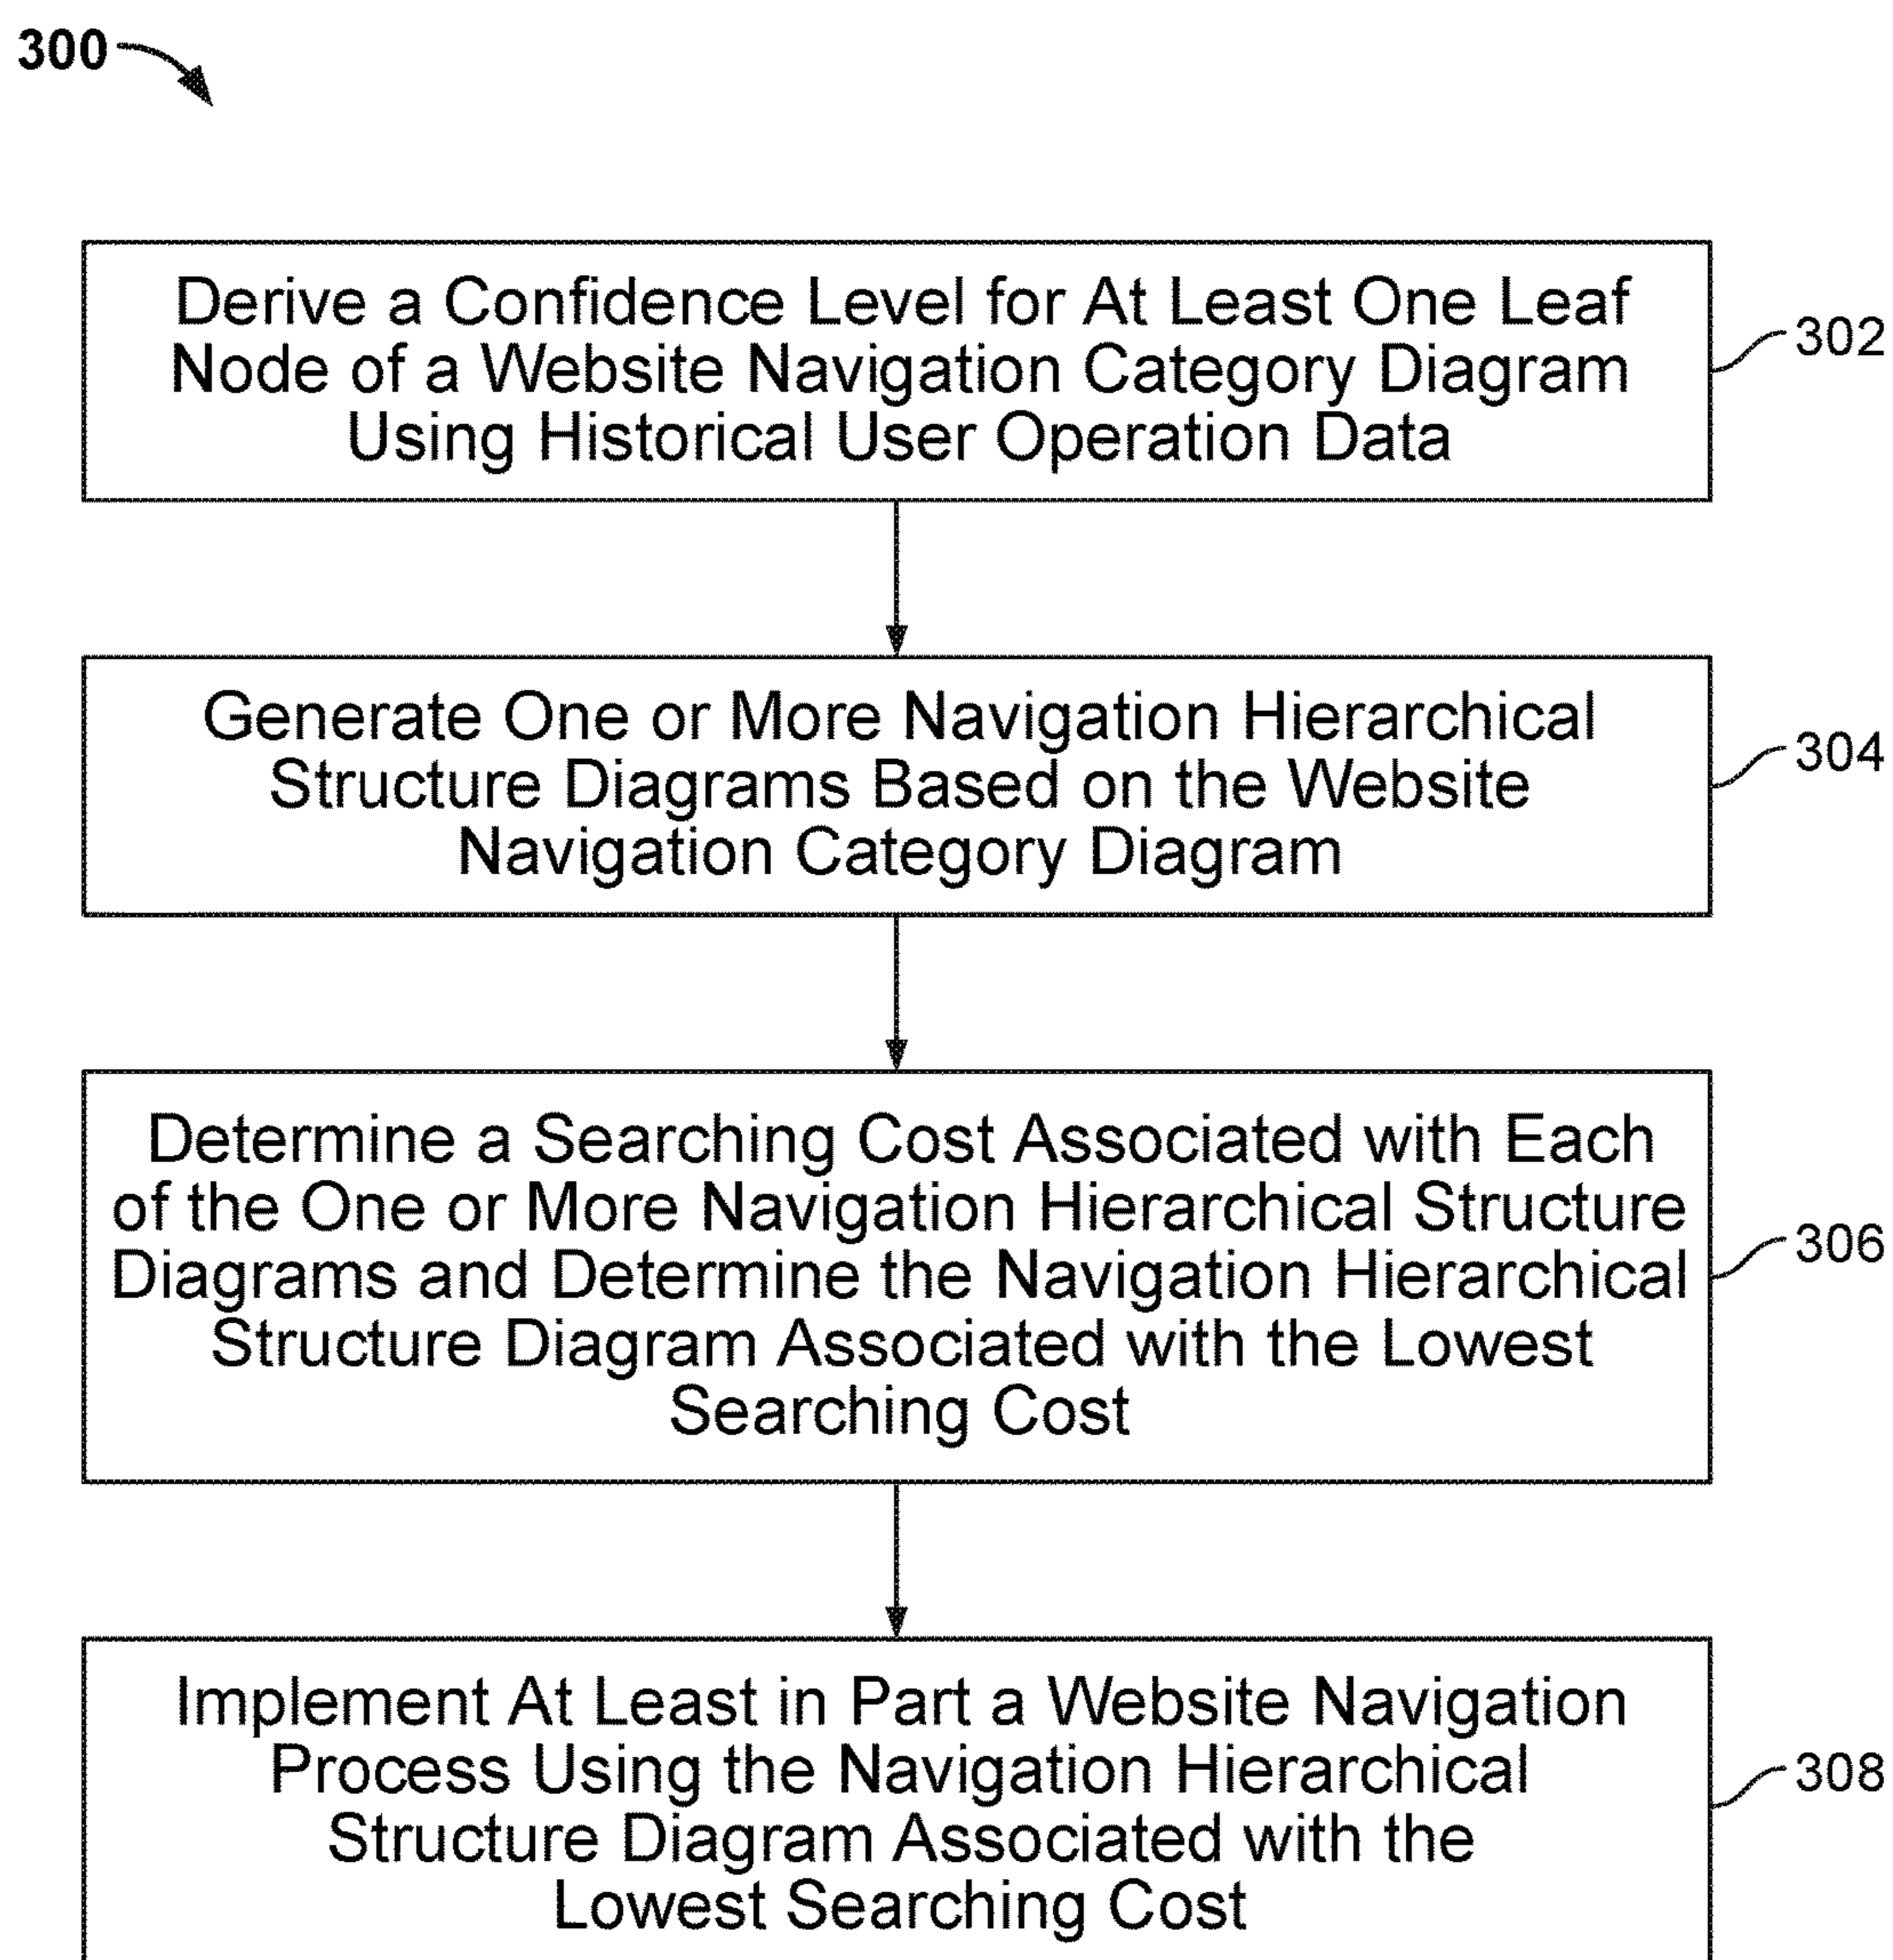 300
Derive a Confidence Level for At Least One Leaf
Node of a Website Navigation Category Diagram
Using Historical User Operation Data
302
Generate One or More Navigation Hierarchical
Structure Diagrams Based on the Website
Navigation Category Diagram
304
Determine a Searching Cost Associated with Each
of the One or More Navigation Hierarchical Structure
Diagrams and Determine the Navigation Hierarchical
Structure Diagram Associated with the Lowest
Searching Cost
306
Implement At Least in Part a Website Navigation
Process Using the Navigation Hierarchical
Structure Diagram Associated with the
Lowest Searching Cost
308